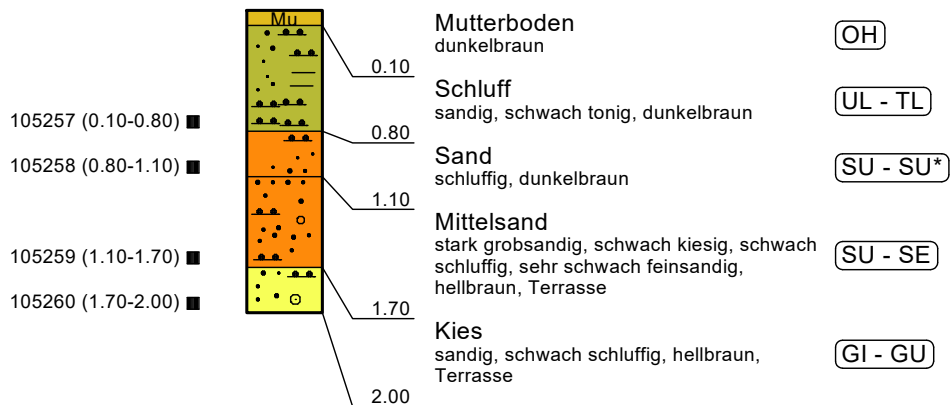 Mu
Mutterboden
dunkelbraun
OH
0.10
Schluff
sandig, schwach tonig, dunkelbraun
UL - TL
105257 (0.10-0.80)
0.80
Sand
schluffig, dunkelbraun
SU - SU*
105258 (0.80-1.10)
1.10
Mittelsand
stark grobsandig, schwach kiesig, schwach
schluffig, sehr schwach feinsandig,
hellbraun, Terrasse
SU - SE
105259 (1.10-1.70)
1.70
105260 (1.70-2.00)
Kies
sandig, schwach schluffig, hellbraun,
Terrasse
GI - GU
2.00